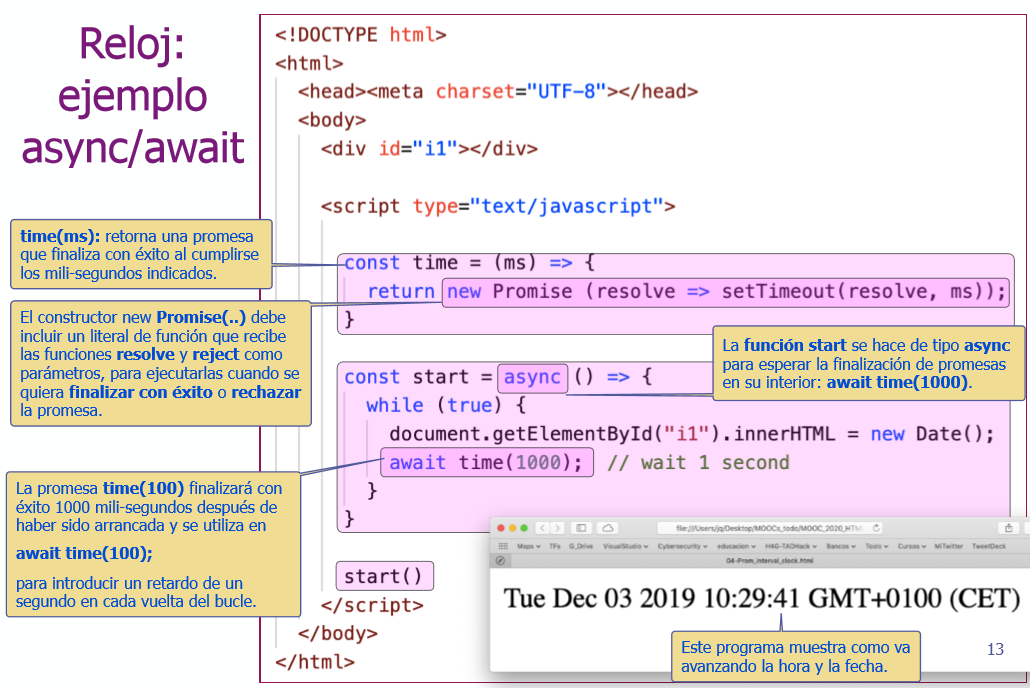 Reloj:
ejemplo
async/await
<!DOCTYPE html>
<html>
<head><meta charset="UTF-8"></head>
<body>
<div id="i1"></div>
<script type="text/javascript">
const time = (ms) => {
return new Promise (resolve => setTimeout(resolve, ms));
}
const start = async () => {
while (true) {
document.getElementById("i1").innerHTML = new Date();
await time(1000); // wait 1 second
}
}
start()
</script>
</body>
</html>
time(ms): retorna una promesa
que finaliza con éxito al cumplirse
los mili-segundos indicados.
El constructor new Promise(..) debe
incluir un literal de función que recibe
las funciones resolve y reject como
parámetros, para ejecutarlas cuando se
quiera finalizar con éxito o rechazar
la promesa.
La función start se hace de tipo async
para esperar la finalización de promesas
en su interior: await time(1000).
La promesa time(100) finalizará con
éxito 1000 mili-segundos después de
haber sido arrancada y se utiliza en
await time(100);
para introducir un retardo de un
segundo en cada vuelta del bucle.
file:///Users/jq/Desktop/MOOCs_todo/MOOC_2020_HTM
Maps TFs G_Drive VisualStudio Cybersecurity educacion H4G-TADHack Bancos Tools Cursos MiTwitter TweetDeck
04-Prom_interval_clock.html
Tue Dec 03 2019 10:29:41 GMT+0100 (CET)
Este programa muestra como va
avanzando la hora y la fecha.
13